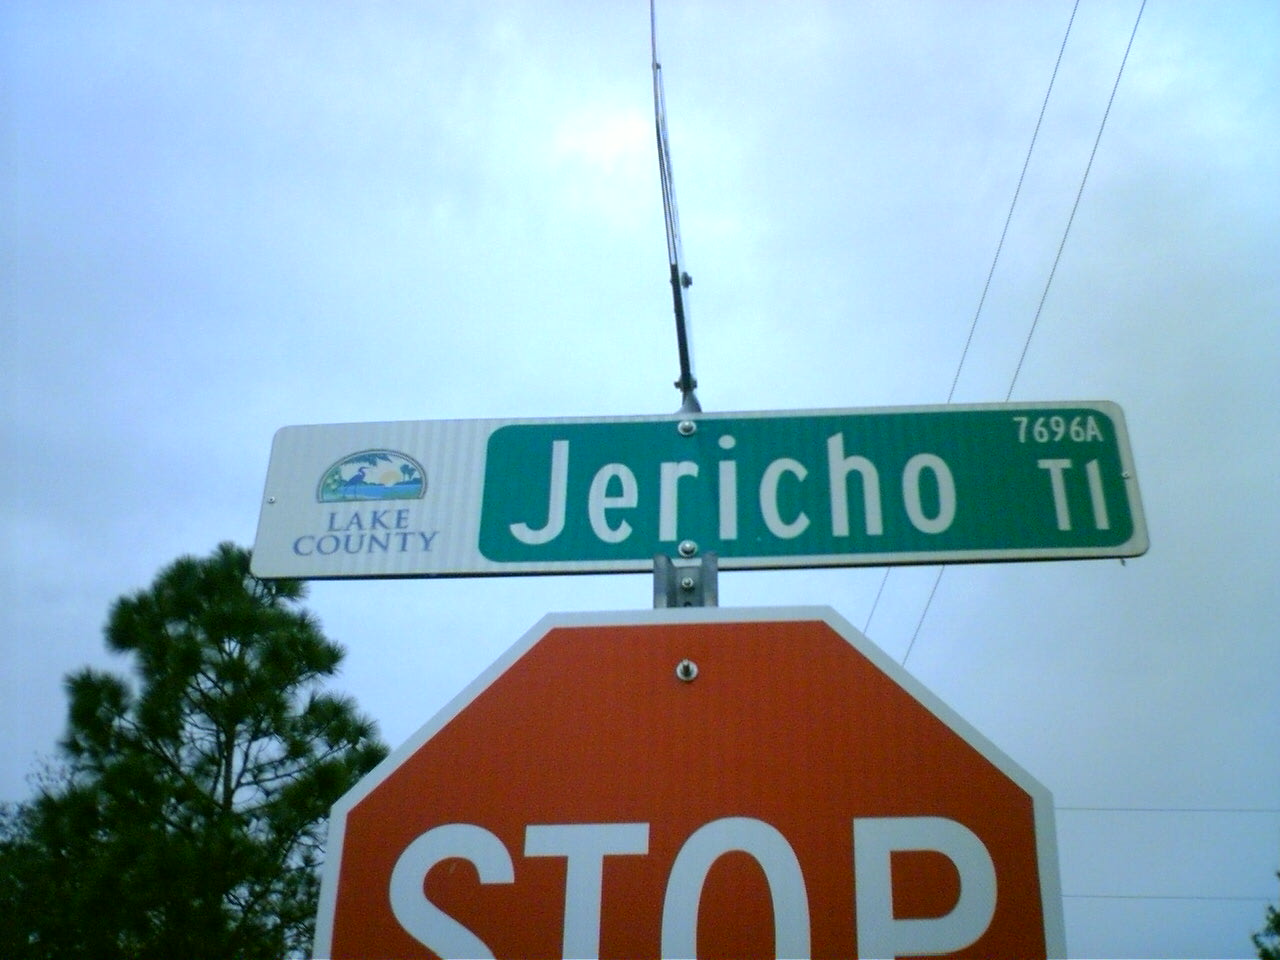 LAKE
COUNTY
7696A
Jericho Tl
STOP